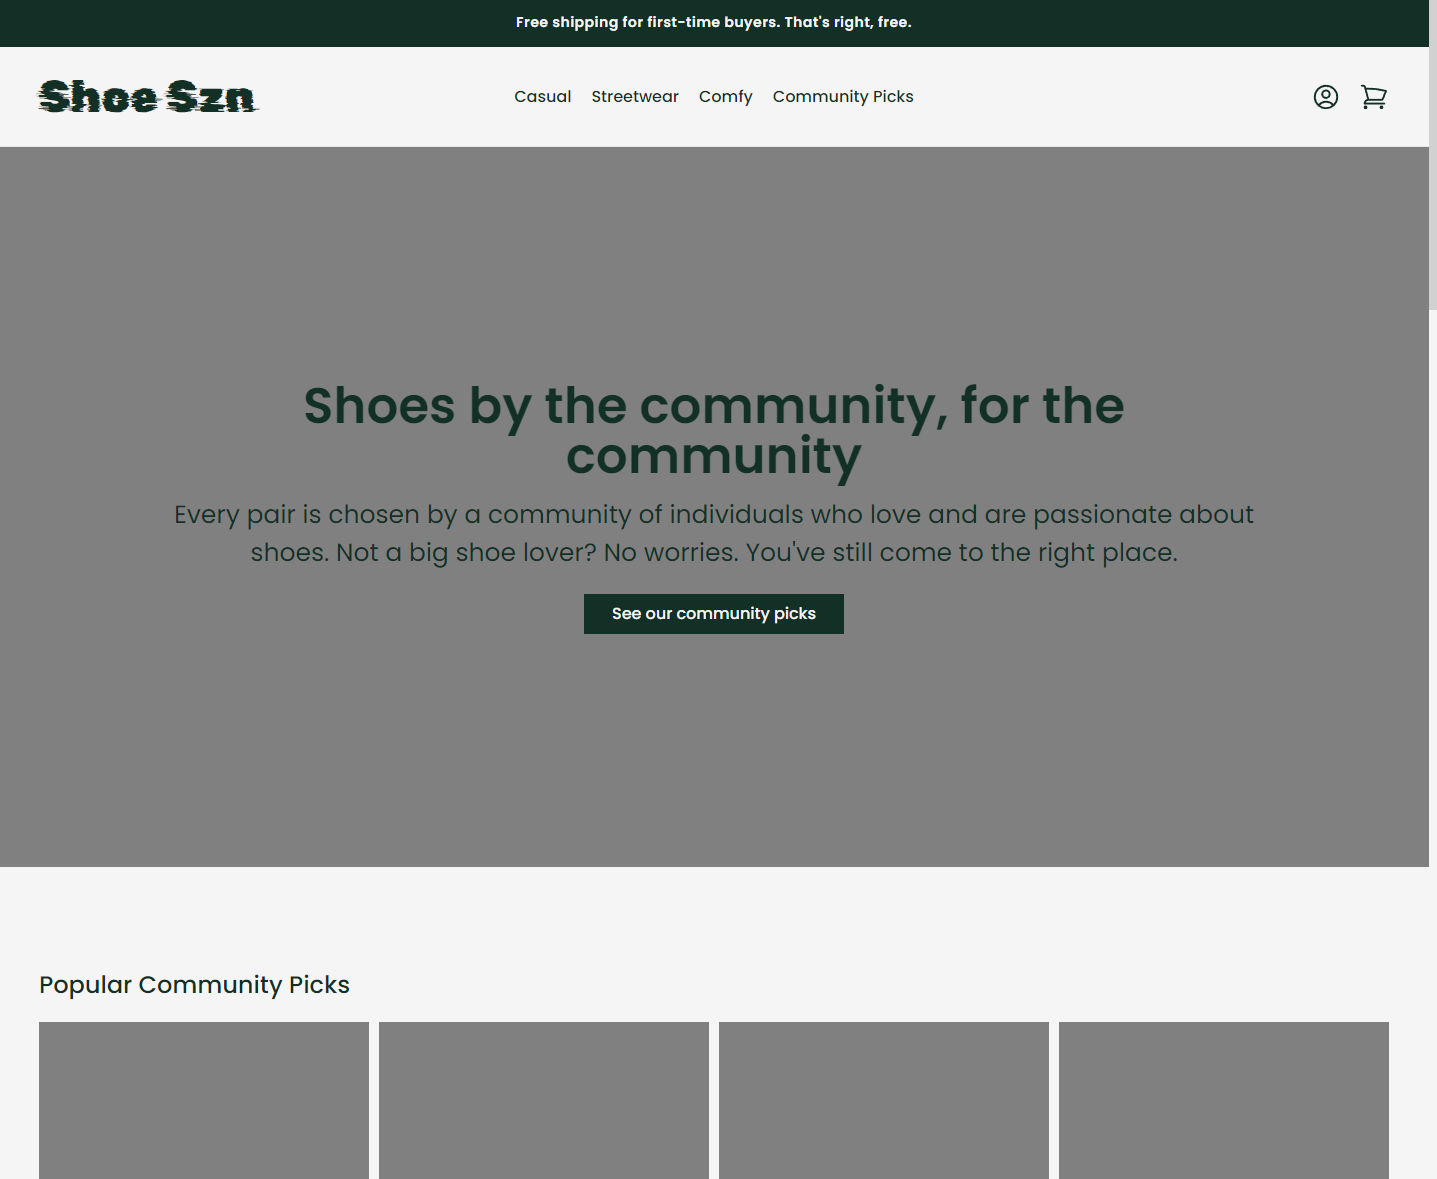 Free shipping for first-time buyers. That's right, free.
Shoe Szn
Casual Streetwear Comfy Community Picks
Shoes by the community, for the
community
Every pair is chosen by a community of individuals who love and are passionate about
shoes. Not a big shoe lover? No worries. You've still come to the right place.
See our community picks
Popular Community Picks